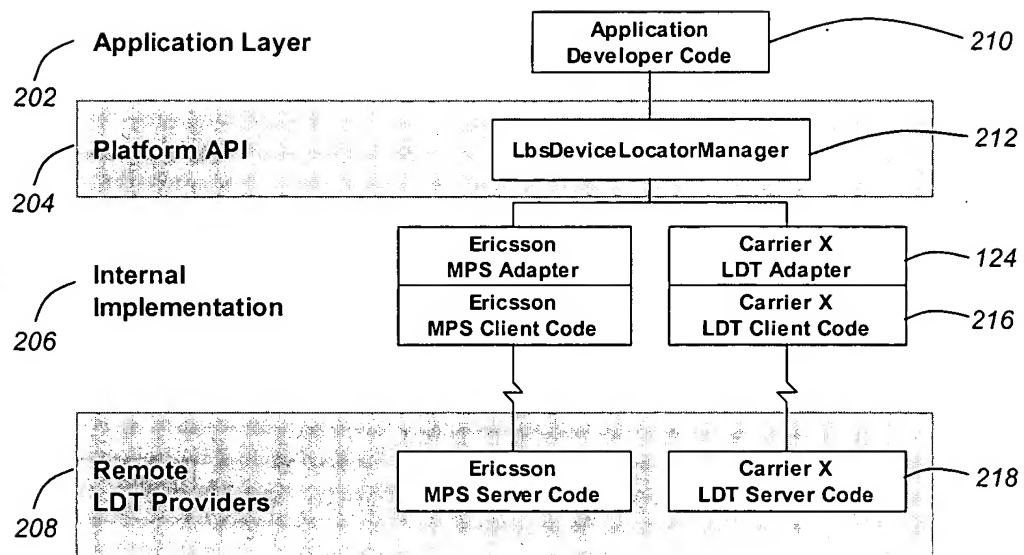 Application Layer
Application
Developer Code
210
202
Platform API
LbsDeviceLocatorManager
212
204
Internal
Implementation
Ericsson
MPS Adapter
Carrier X
LDT Adapter
124
Ericsson
MPS Client Code
Carrier X
LDT Client Code
216
206
Remote
LDT Providers
Ericsson
MPS Server Code
Carrier X
LDT Server Code
218
208